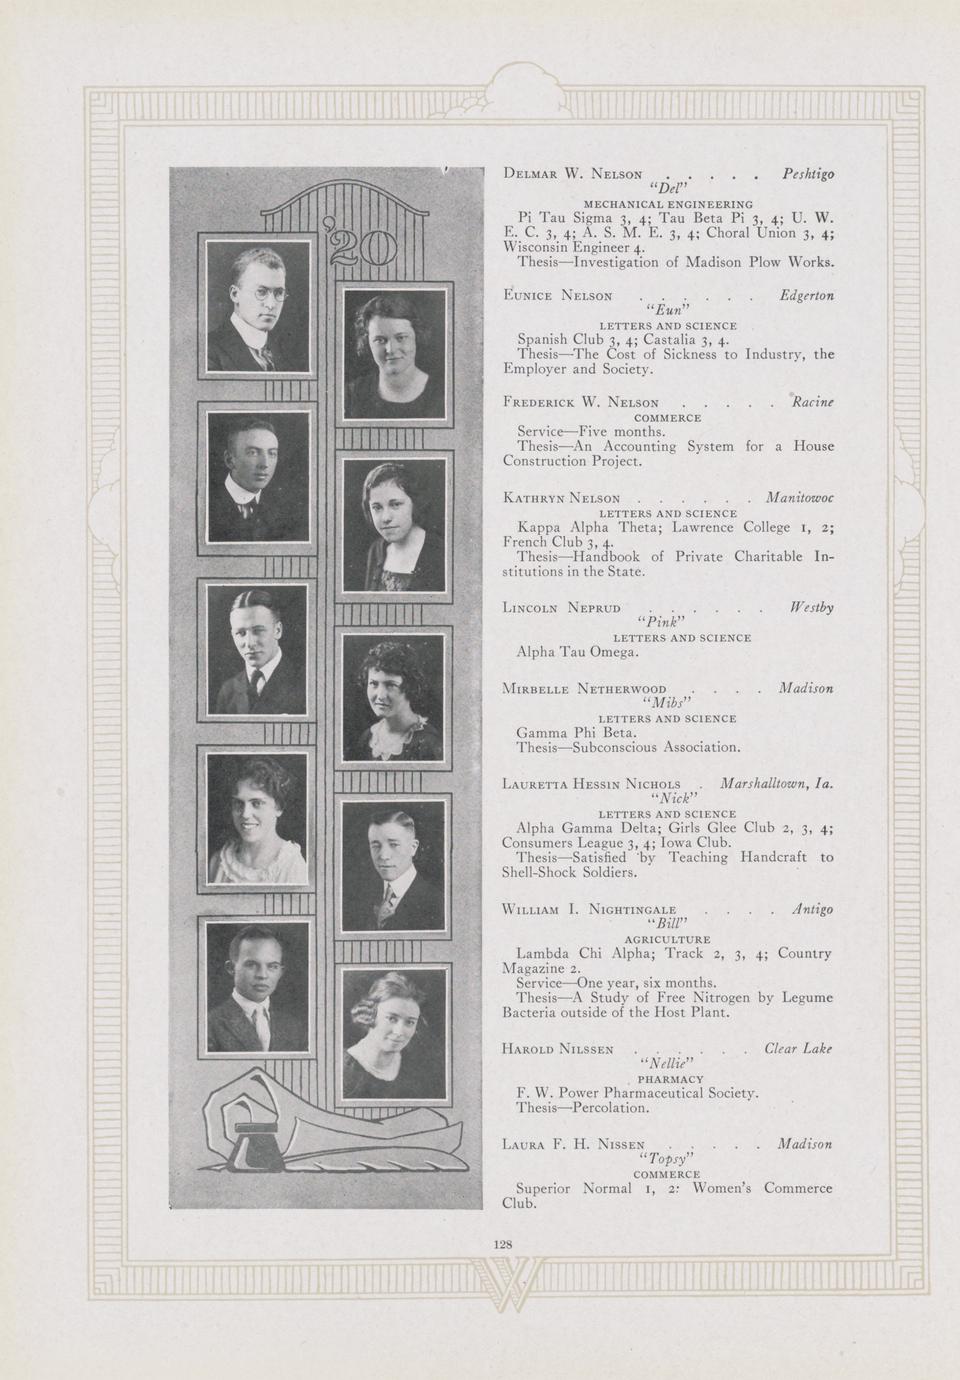 '20
DELMAR W. NELSON . . . . . Peshtigo
"Del"
MECHANICAL ENGINEERING
Pi Tau Sigma 3, 4; Tau Beta Pi 3, 4; U. W.
E. C. 3, 4; A. S. M. E. 3, 4; Choral Union 3, 4;
Wisconsin Engineer 4.
Thesis—Investigation of Madison Plow Works.
EUNICE NELSON . . . . . . Edgerton
"Eun"
LETTERS AND SCIENCE
Spanish Club 3, 4; Castalia 3, 4.
Thesis—The Cost of Sickness to Industry, the
Employer and Society.
FREDERICK W. NELSON . . . . . Racine
COMMERCE
Service—Five months.
Thesis—An Accounting System for a House
Construction Project.
KATHRYN NELSON . . . . . . Manitowoc
LETTERS AND SCIENCE
Kappa Alpha Theta; Lawrence College 1, 2;
French Club 3, 4.
Thesis—Handbook of Private Charitable In-
stitutions in the State.
LINCOLN NEPRUD . . . . . . Westby
"Pink"
LETTERS AND SCIENCE
Alpha Tau Omega.
MIRBELLE NETHERWOOD . . . . Madison
"Mibs"
LETTERS AND SCIENCE
Gamma Phi Beta.
Thesis—Subconscious Association.
LAURETTA HESSIN NICHOLS . Marshalltown, Ia.
"Nick"
LETTERS AND SCIENCE
Alpha Gamma Delta; Girls Glee Club 2, 3, 4;
Consumers League 3, 4; Iowa Club.
Thesis—Satisfied by Teaching Handcraft to
Shell-Shock Soldiers.
WILLIAM I. NIGHTINGALE . . . . Antigo
"Bill"
AGRICULTURE
Lambda Chi Alpha; Track 2, 3, 4; Country
Magazine 2.
Service—One year, six months.
Thesis—A Study of Free Nitrogen by Legume
Bacteria outside of the Host Plant.
HAROLD NILSSEN . . . . . . Clear Lake
"Nellie"
PHARMACY
F. W. Power Pharmaceutical Society.
Thesis—Percolation.
LAURA F. H. NISSEN . . . . . Madison
"Topsy"
COMMERCE
Superior Normal 1, 2: Women's Commerce
Club.
128
W